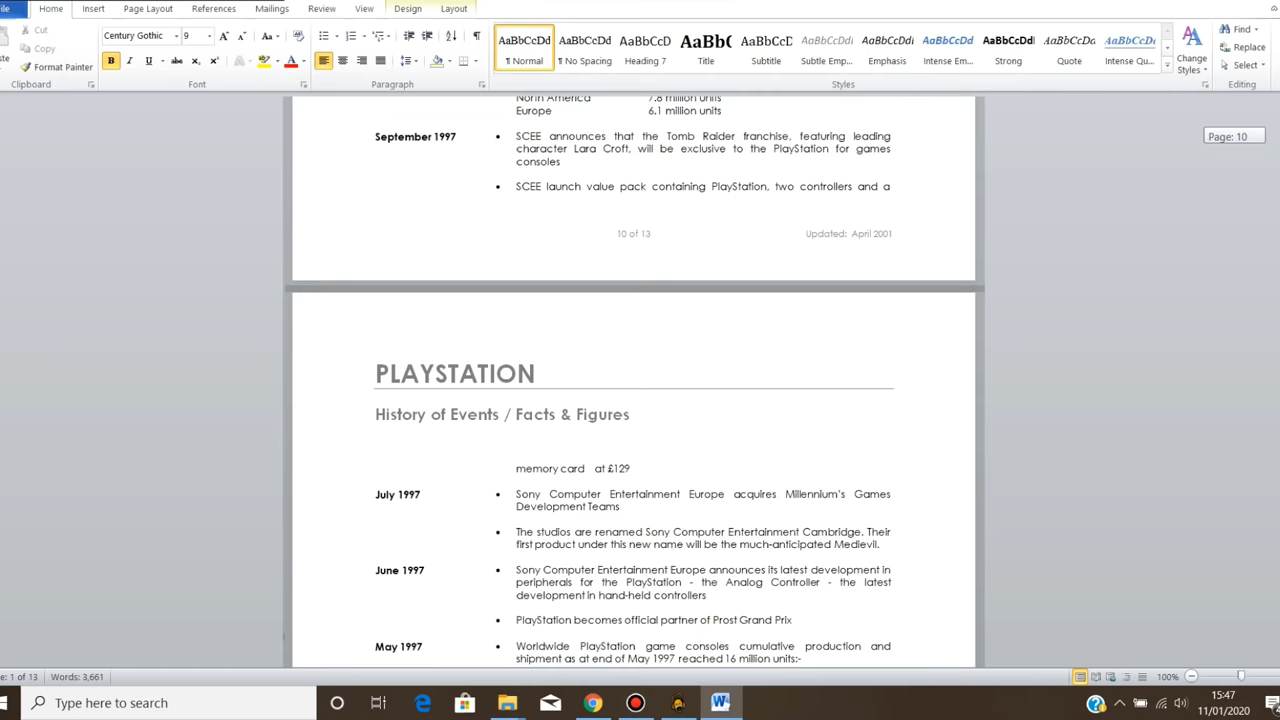 File Home Insert Page Layout References Mailings Review View Design Layout
Cut
Copy
Format Painter
Clipboard
Century Gothic 9
Font
Paragraph
AaBbCcDd AaBbCcDd AaBbCcD AaBb( AaBbCcD AaBbCcDd AaBbCcDd AaBbCcDd AaBbCcDd AaBbCcDd AaBbCcDd
¶ Normal ¶ No Spacing Heading 7 Title Subtitle Subtle Emp... Emphasis Intense Em... Strong Quote Intense Qu...
Styles
Change Styles
Find
Replace
Select
Editing
North America 7.8 million units
Europe 6.1 million units
September 1997 • SCEE announces that the Tomb Raider franchise, featuring leading
character Lara Croft, will be exclusive to the PlayStation for games
consoles
• SCEE launch value pack containing PlayStation, two controllers and a
10 of 13 Updated: April 2001
Page: 10
PLAYSTATION
History of Events / Facts & Figures
memory card at £129
July 1997 • Sony Computer Entertainment Europe acquires Millennium's Games
Development Teams
• The studios are renamed Sony Computer Entertainment Cambridge. Their
first product under this new name will be the much-anticipated Medievil.
June 1997 • Sony Computer Entertainment Europe announces its latest development in
peripherals for the PlayStation - the Analog Controller - the latest
development in hand-held controllers
• PlayStation becomes official partner of Prost Grand Prix
May 1997 • Worldwide PlayStation game consoles cumulative production and
shipment as at end of May 1997 reached 16 million units:-
: 1 of 13 Words: 3,661
100%
Type here to search
15:47
11/01/2020